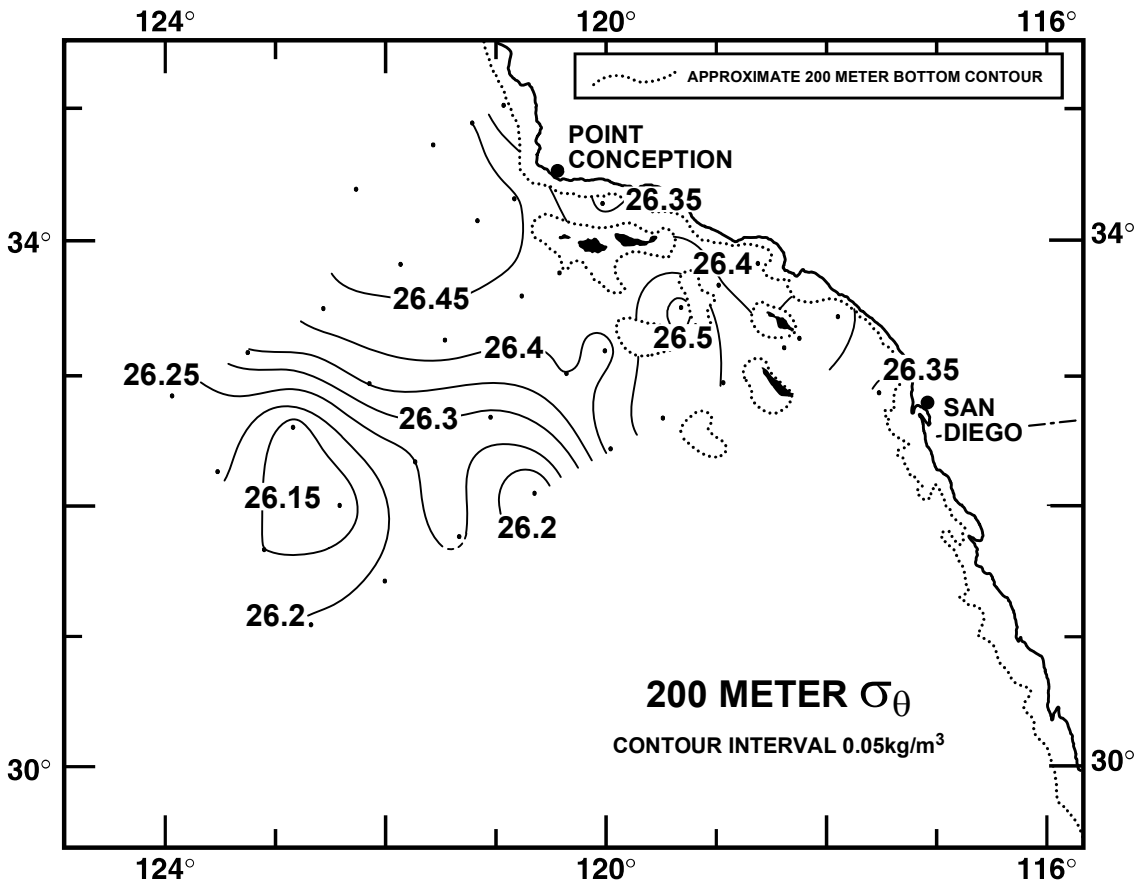 124° 120° 116°
APPROXIMATE 200 METER BOTTOM CONTOUR
POINT
CONCEPTION
26.35
34° 34°
26.4
26.45
26.5
26.4
26.25
26.35
26.3
SAN
DIEGO
26.15
26.2
26.2
200 METER σθ
CONTOUR INTERVAL 0.05kg/m³
30° 30°
124° 120° 116°